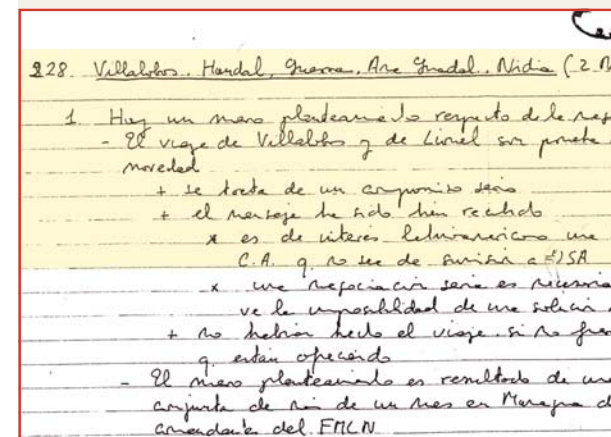 228. Villalobos, Handal, Guerra, Ana Guadal., Nidia (2 
1. Hay un nuevo planteamiento respecto de la neg
- El viaje de Villalobos y de Lionel son prueba
novedad
+ se trata de un compromiso serio
+ el mensaje ha sido bien recibido
* es de interés latinoamericano una
C.A. q no sea de sumisión a USA
* una negociación seria es necesaria
ve la imposibilidad de una solución
+ no habrían hecho el viaje si no fuera
q. están ofreciendo
- El nuevo planteamiento es resultado de una
conjunta de más de un mes en Managua d
comandancia del FMLN